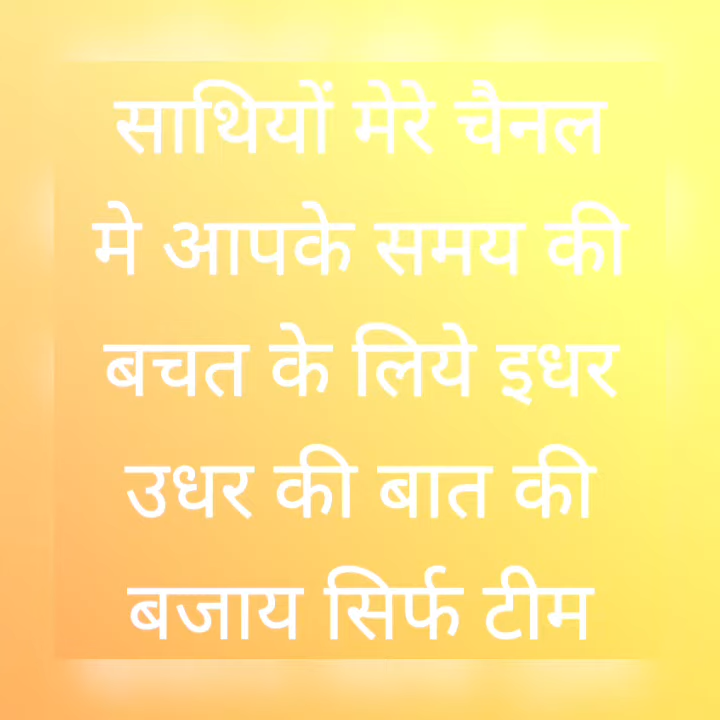 साथियों मेरे चैनल
मे आपके समय की
बचत के लिये इधर
उधर की बात की
बजाय सिर्फ टीम